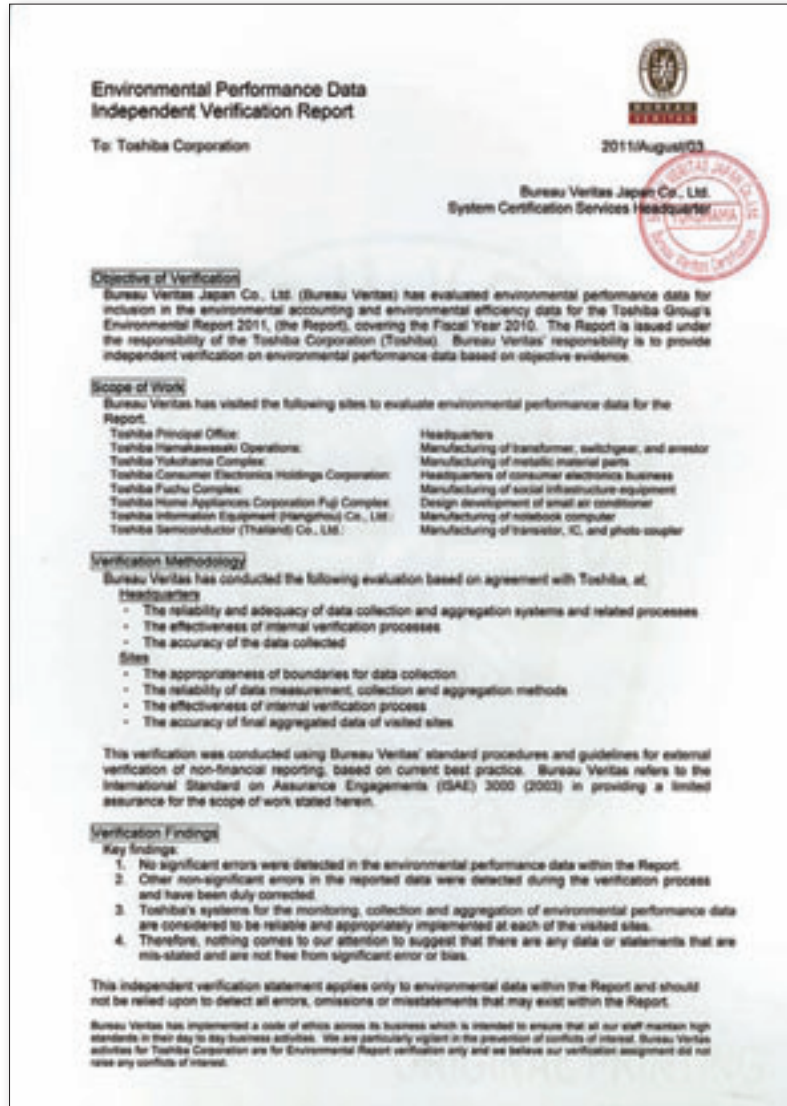 Environmental Performance Data
Independent Verification Report
BUREAU
VERITAS
To: Toshiba Corporation
2011/August/03
Bureau Veritas Japan Co., Ltd.
System Certification Services Headquarter
VERITAS JAPAN CO., Ltd.
YOKOHAMA
Bureau Veritas Certification
Objective of Verification
Bureau Veritas Japan Co., Ltd. (Bureau Veritas) has evaluated environmental performance data for
inclusion in the environmental accounting and environmental efficiency data for the Toshiba Group's
Environmental Report 2011, (the Report), covering the Fiscal Year 2010. The Report is issued under
the responsibility of the Toshiba Corporation (Toshiba). Bureau Veritas' responsibility is to provide
independent verification on environmental performance data based on objective evidence.
Scope of Work
Bureau Veritas has visited the following sites to evaluate environmental performance data for the
Report.
Toshiba Principal Office: Headquarters
Toshiba Hamakawasaki Operations: Manufacturing of transformer, switchgear, and arrestor
Toshiba Yokohama Complex: Manufacturing of metallic material parts
Toshiba Consumer Electronics Holdings Corporation: Headquarters of consumer electronics business
Toshiba Fuchu Complex: Manufacturing of social infrastructure equipment
Toshiba Home Appliances Corporation Fuji Complex: Design development of small air conditioner
Toshiba Information Equipment (Hangzhou) Co., Ltd.: Manufacturing of notebook computer
Toshiba Semiconductor (Thailand) Co., Ltd.: Manufacturing of transistor, IC, and photo coupler
Verification Methodology
Bureau Veritas has conducted the following evaluation based on agreement with Toshiba, at;
Headquarters
- The reliability and adequacy of data collection and aggregation systems and related processes
- The effectiveness of internal verification processes
- The accuracy of the data collected
Sites
- The appropriateness of boundaries for data collection
- The reliability of data measurement, collection and aggregation methods
- The effectiveness of internal verification process
- The accuracy of final aggregated data of visited sites
This verification was conducted using Bureau Veritas' standard procedures and guidelines for external
verification of non-financial reporting, based on current best practice. Bureau Veritas refers to the
International Standard on Assurance Engagements (ISAE) 3000 (2003) in providing a limited
assurance for the scope of work stated herein.
Verification Findings
Key findings:
1. No significant errors were detected in the environmental performance data within the Report.
2. Other non-significant errors in the reported data were detected during the verification process
and have been duly corrected.
3. Toshiba's systems for the monitoring, collection and aggregation of environmental performance data
are considered to be reliable and appropriately implemented at each of the visited sites.
4. Therefore, nothing comes to our attention to suggest that there are any data or statements that are
mis-stated and are not free from significant error or bias.
This independent verification statement applies only to environmental data within the Report and should
not be relied upon to detect all errors, omissions or misstatements that may exist within the Report.
Bureau Veritas has implemented a code of ethics across its business which is intended to ensure that all our staff maintain high
standards in their day to day business activities. We are particularly vigilant in the prevention of conflicts of interest. Bureau Veritas
activities for Toshiba Corporation are for Environmental Report verification only and we believe our verification assignment did not
raise any conflicts of interest.
ORIGINAL PRINTING